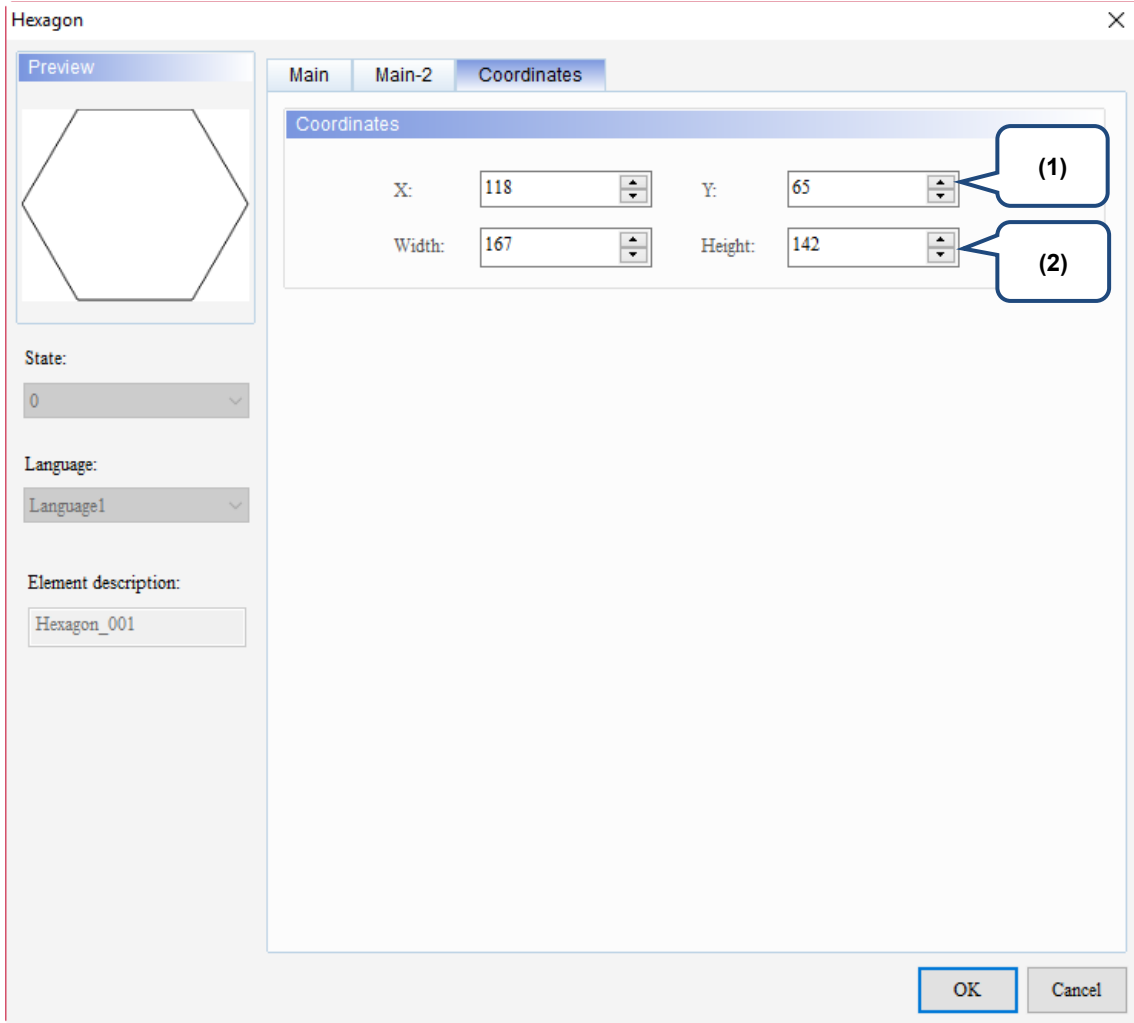 Hexagon
Preview
Main Main-2 Coordinates
Coordinates
X: 118 Y: 65
(1)
Width: 167 Height: 142
(2)
State:
0
Language:
Language1
Element description:
Hexagon_001
OK Cancel